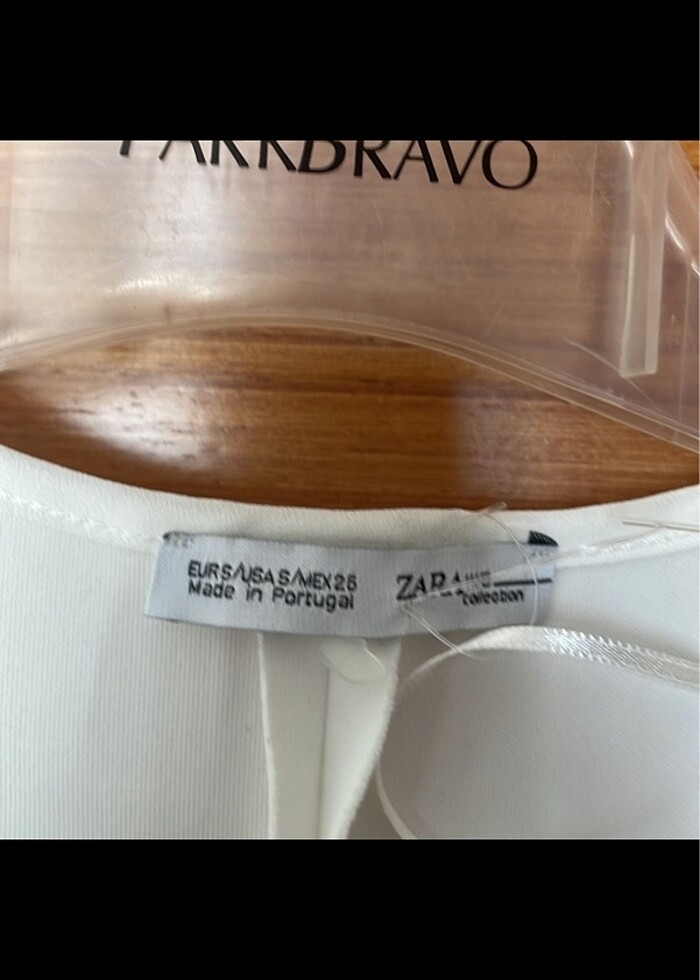 PARKBRAVO
EUR S/USA S/MEX 26
Made in Portugal
ZARA
collection